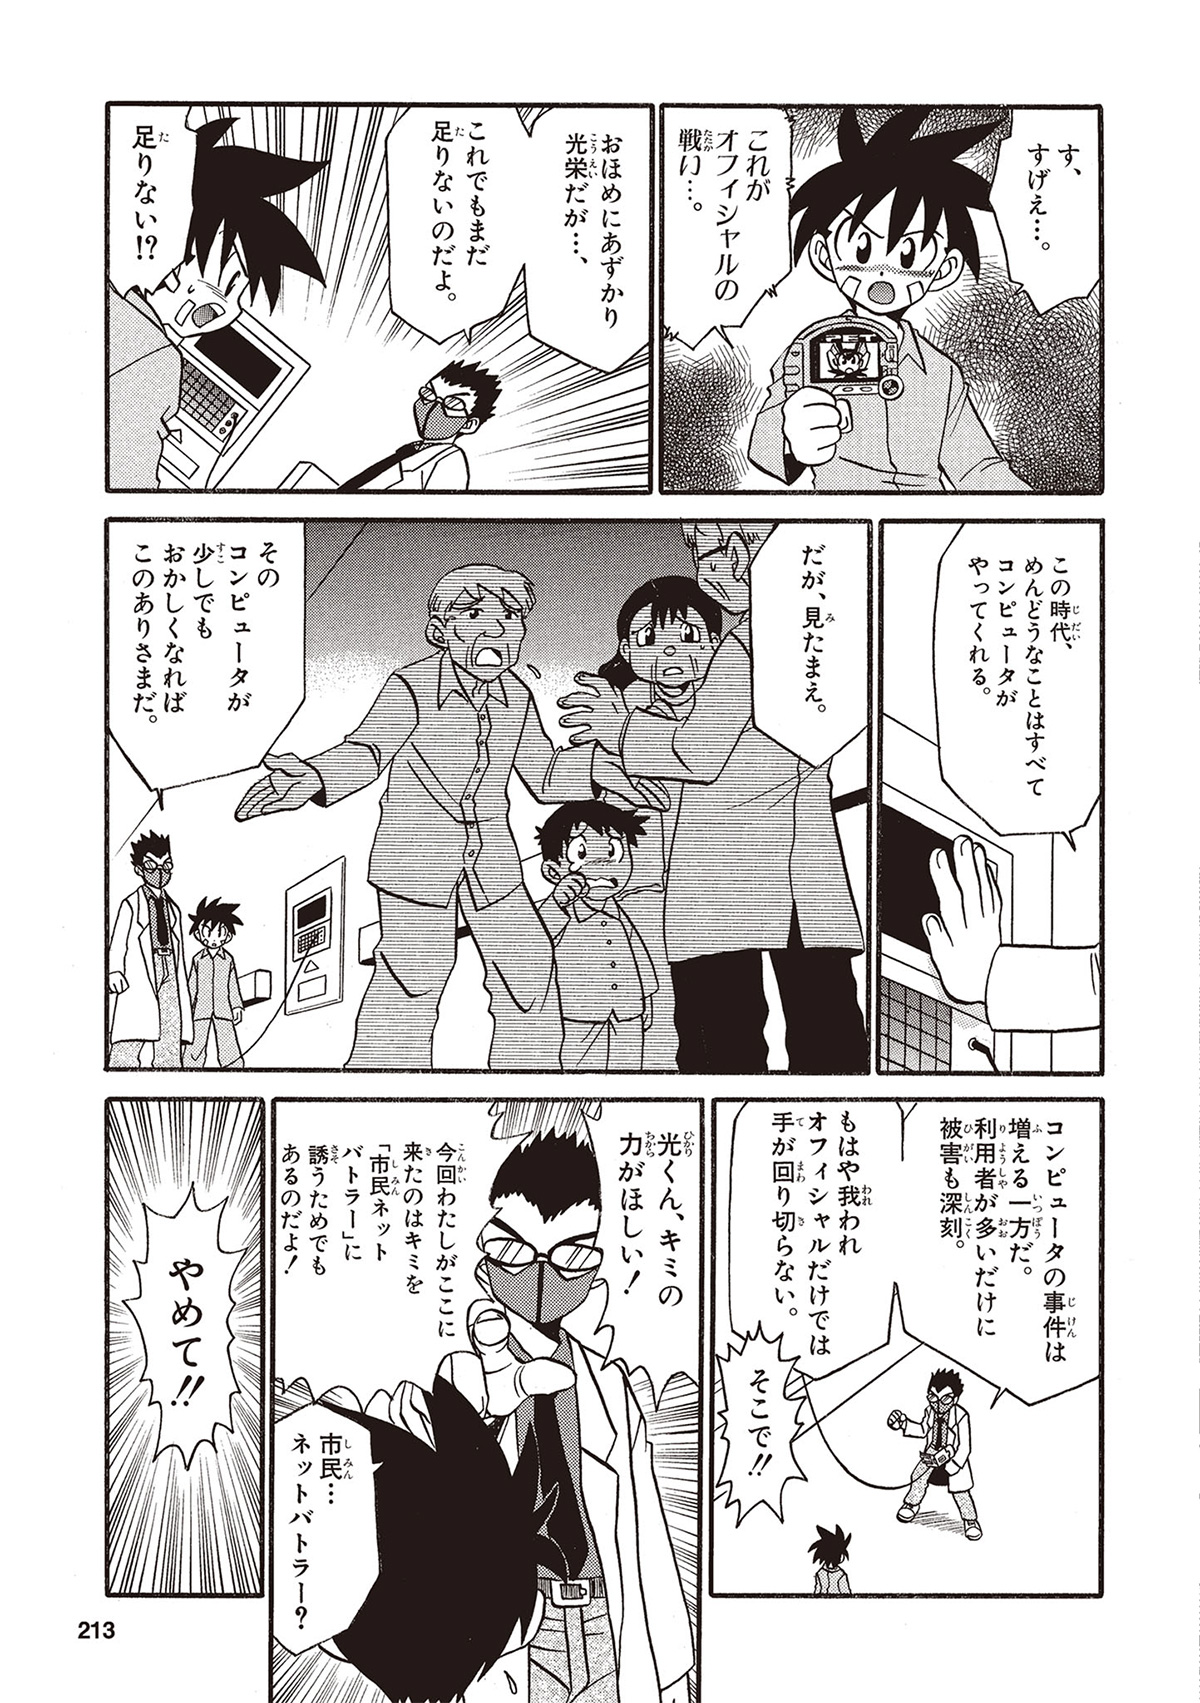 す、
すげえ…。
これが
オフィシャルの
戦い…。
おほめにあずかり
光栄だが…、
これでもまだ
足りないのだよ。
足りない!?
この時代、
めんどうなことはすべて
コンピュータが
やってくれる。
だが、見たまえ。
その
コンピュータが
少しでも
おかしくなれば
このありさまだ。
コンピュータの事件は
増える一方だ。
利用者が多いだけに
被害も深刻。
もはや我われ
オフィシャルだけでは
手が回り切らない。
そこで!!
光くん、キミの
力がほしい!
今回わたしがここに
来たのはキミを
「市民ネット
バトラー」に
誘うためでも
あるのだよ!
市民…
ネットバトラー?
やめて!!
213